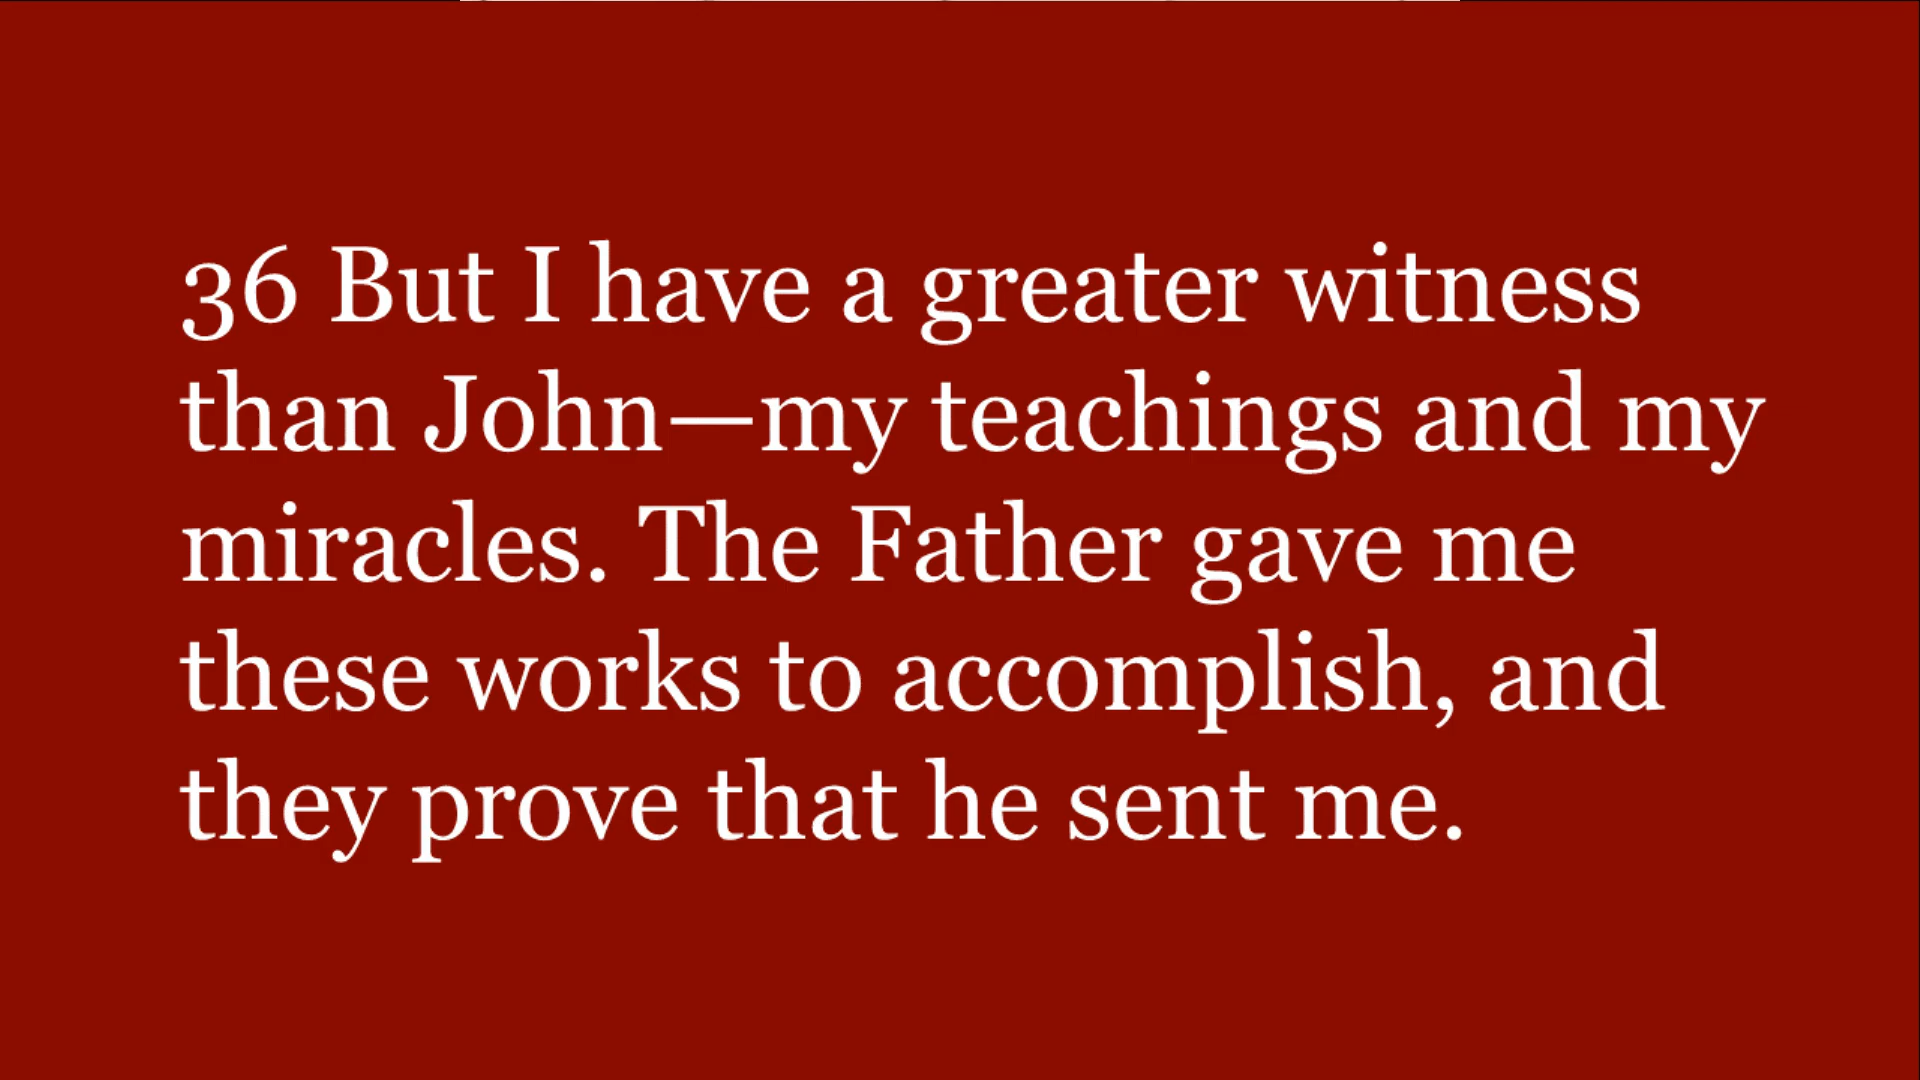 36 But I have a greater witness
than John—my teachings and my
miracles. The Father gave me
these works to accomplish, and
they prove that he sent me.